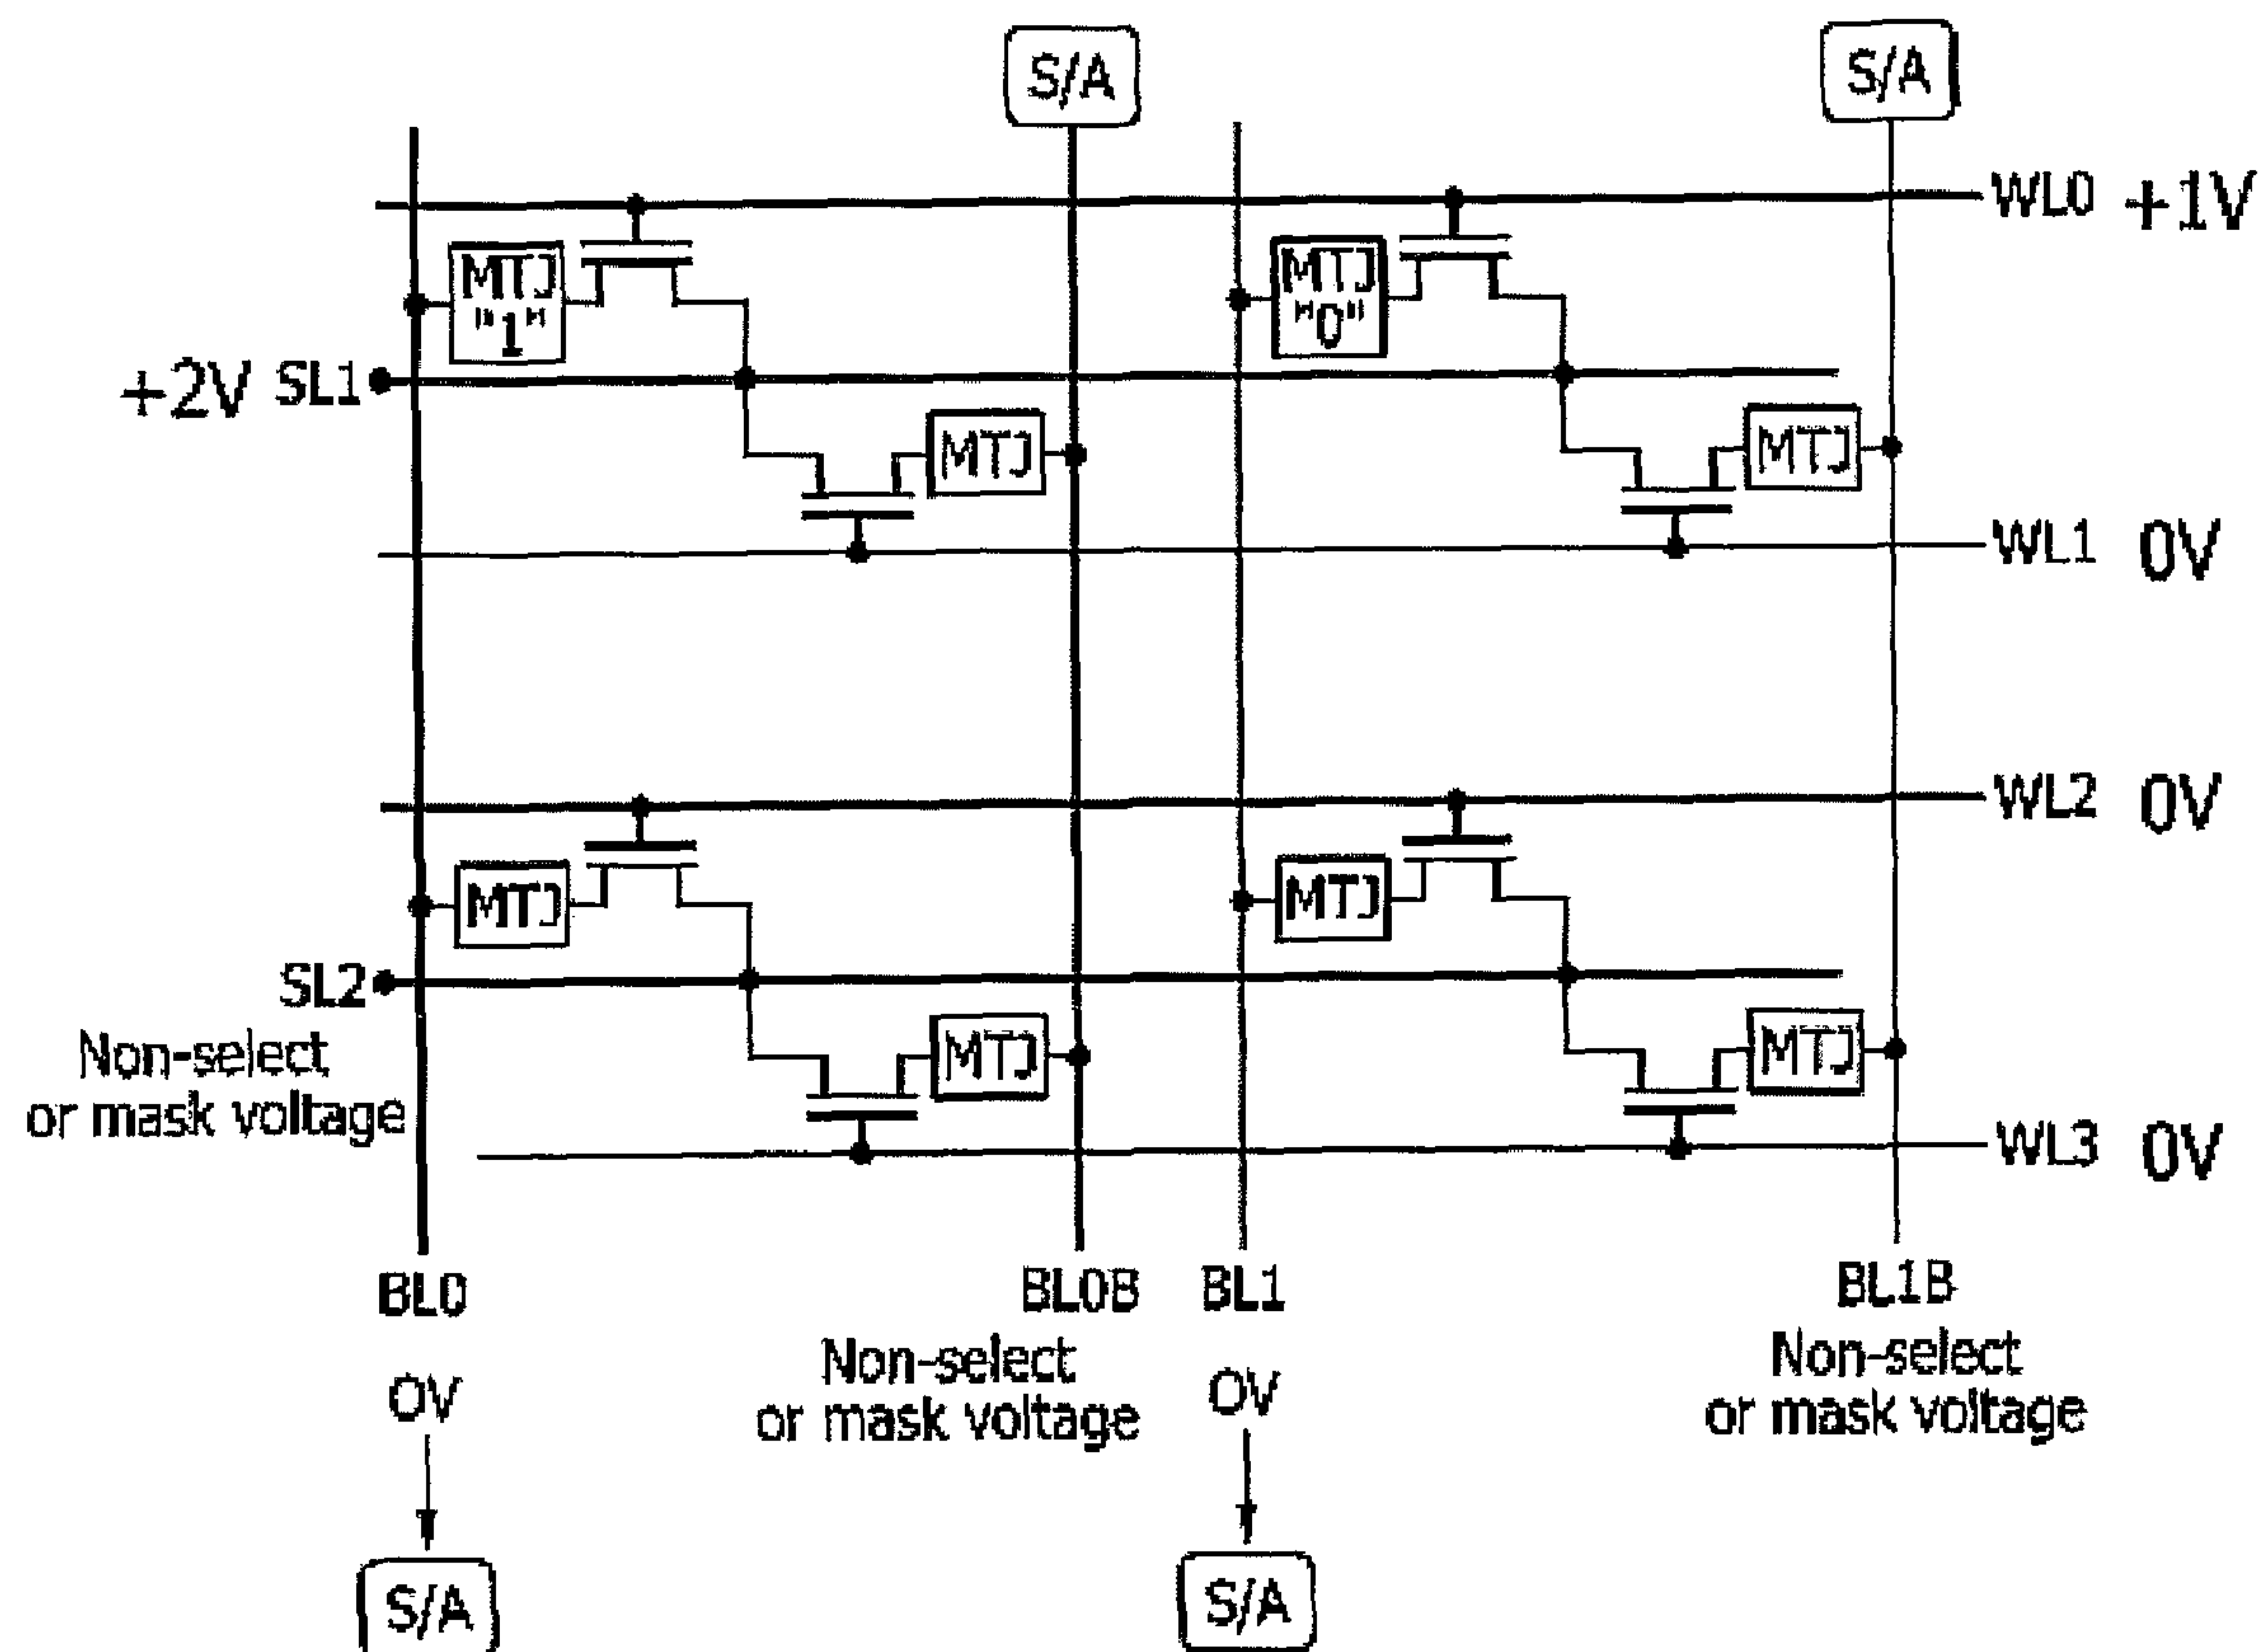 S/A
S/A
WL0 +1V
MTJ
"1"
MTJ
"0"
+2V SL1
MTJ
MTJ
WL1 0V
WL2 0V
MTJ
MTJ
SL2
Non-select
or mask voltage
MTJ
MTJ
WL3 0V
BL0
BL0B
BL1
BL1B
0V
Non-select
or mask voltage
0V
Non-select
or mask voltage
S/A
S/A